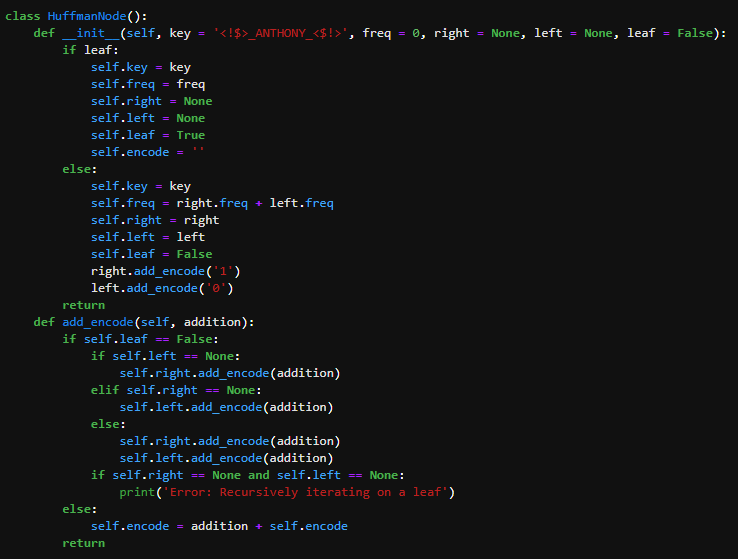 class HuffmanNode():
    def __init__(self, key = '<!$>_ANTHONY_<$!>', freq = 0, right = None, left = None, leaf = False):
        if leaf:
            self.key = key
            self.freq = freq
            self.right = None
            self.left = None
            self.leaf = True
            self.encode = ''
        else:
            self.key = key
            self.freq = right.freq + left.freq
            self.right = right
            self.left = left
            self.leaf = False
            right.add_encode('1')
            left.add_encode('0')
        return
    def add_encode(self, addition):
        if self.leaf == False:
            if self.left == None:
                self.right.add_encode(addition)
            elif self.right == None:
                self.left.add_encode(addition)
            else:
                self.right.add_encode(addition)
                self.left.add_encode(addition)
            if self.right == None and self.left == None:
                print('Error: Recursively iterating on a leaf')
        else:
            self.encode = addition + self.encode
        return